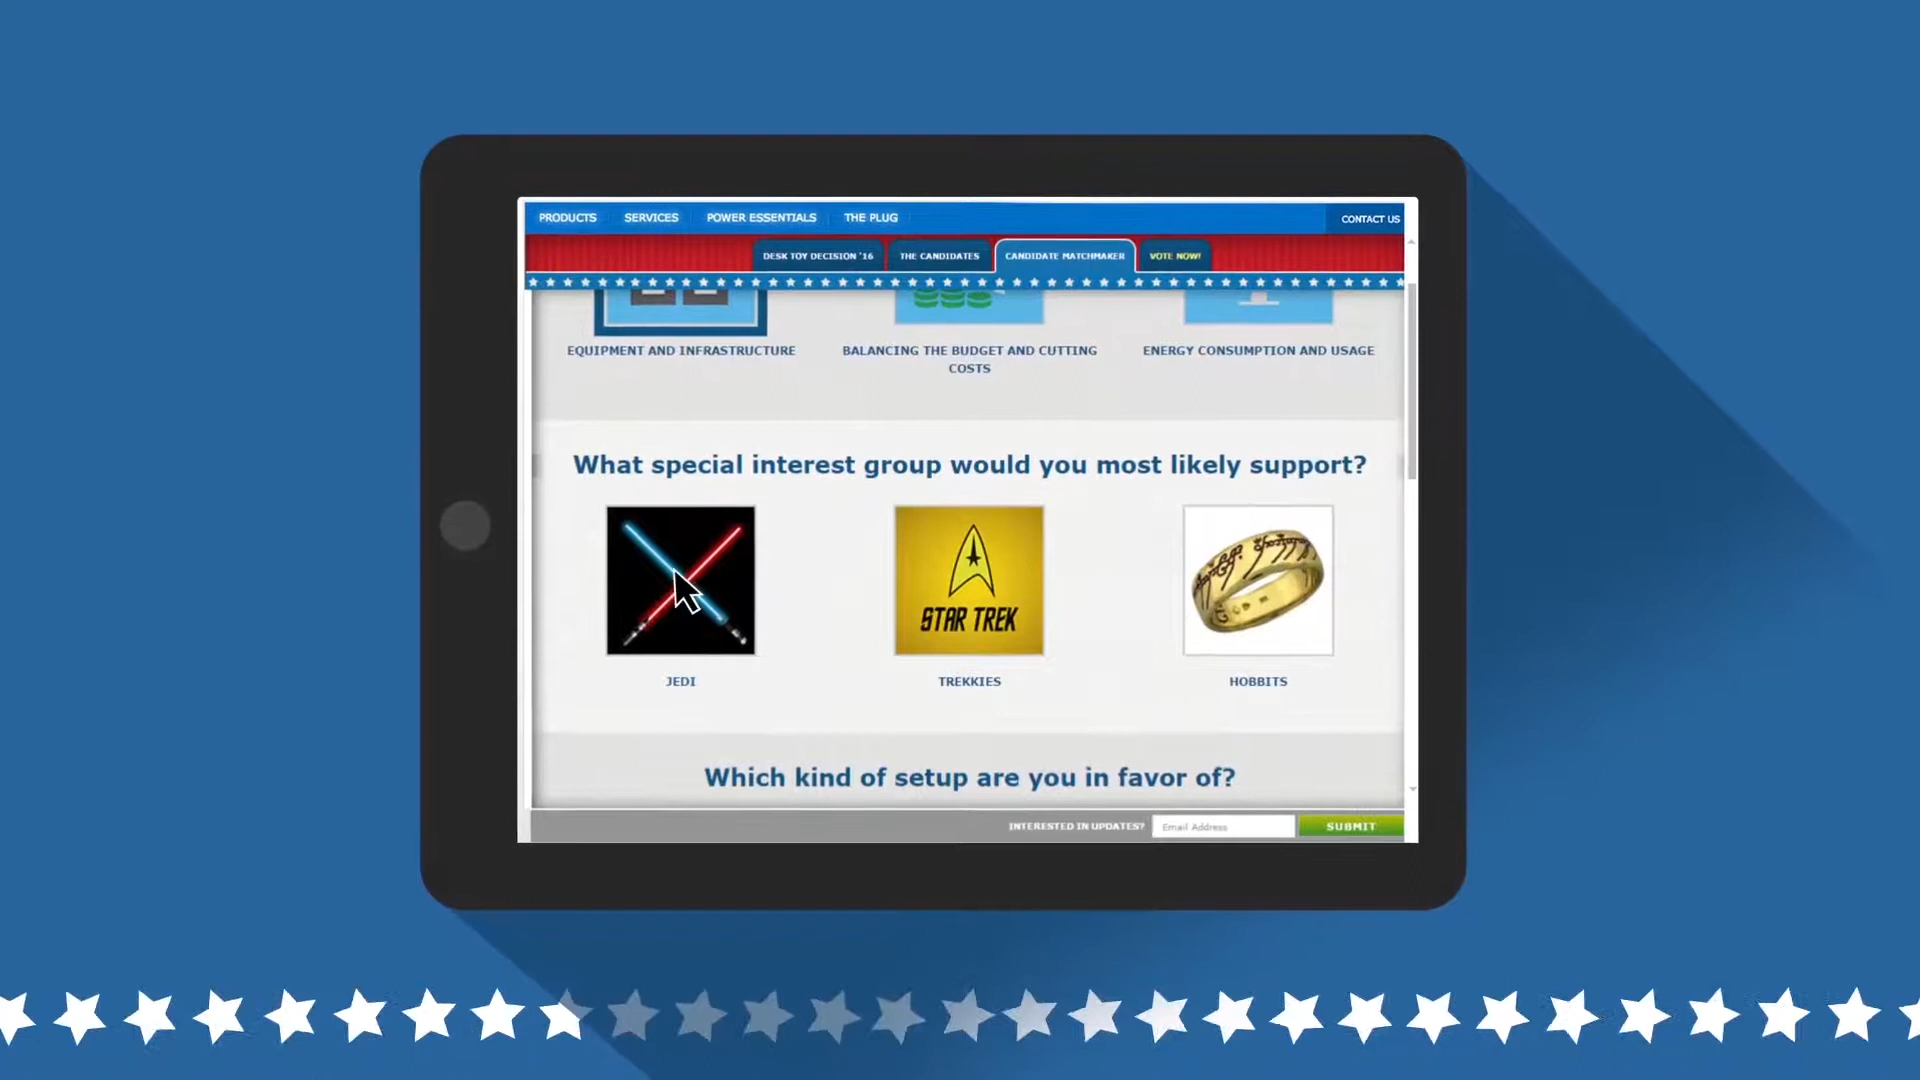 PRODUCTS SERVICES POWER ESSENTIALS THE PLUG CONTACT US
DESK TOY DECISION '16 THE CANDIDATES CANDIDATE MATCHMAKER VOTE NOW!
EQUIPMENT AND INFRASTRUCTURE BALANCING THE BUDGET AND CUTTING ENERGY CONSUMPTION AND USAGE
COSTS
What special interest group would you most likely support?
STAR TREK
JEDI TREKKIES HOBBITS
Which kind of setup are you in favor of?
INTERESTED IN UPDATES? Email Address SUBMIT